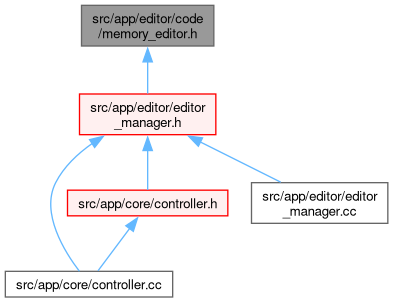 src/app/editor/code
/memory_editor.h
src/app/editor/editor
_manager.h
src/app/core/controller.h
src/app/editor/editor
_manager.cc
src/app/core/controller.cc